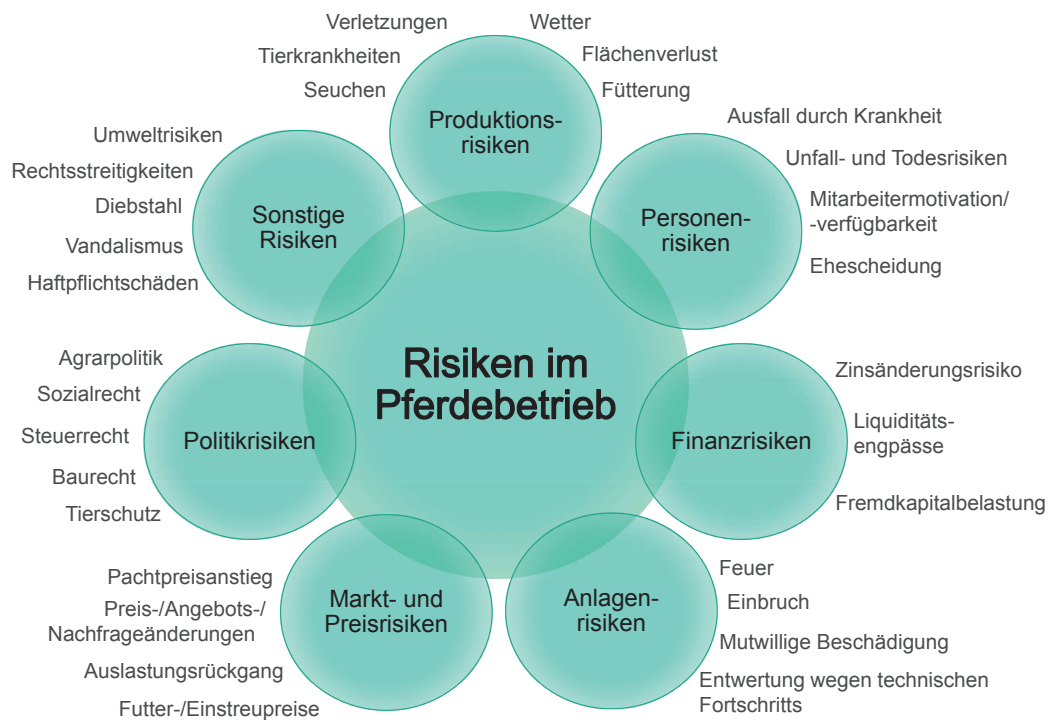 Verletzungen
Tierkrankheiten
Seuchen
Wetter
Flächenverlust
Fütterung
Produktions-
risiken
Ausfall durch Krankheit
Unfall- und Todesrisiken
Mitarbeitermotivation/
-verfügbarkeit
Ehescheidung
Personen-
risiken
Umweltrisiken
Rechtsstreitigkeiten
Diebstahl
Vandalismus
Haftpflichtschäden
Sonstige
Risiken
Risiken im
Pferdebetrieb
Agrarpolitik
Sozialrecht
Steuerrecht
Baurecht
Tierschutz
Politikrisiken
Finanzrisiken
Zinsänderungsrisiko
Liquiditäts-
engpässe
Fremdkapitalbelastung
Pachtpreisanstieg
Preis-/Angebots-/
Nachfrageänderungen
Auslastungsrückgang
Futter-/Einstreupreise
Markt- und
Preisrisiken
Anlagen-
risiken
Feuer
Einbruch
Mutwillige Beschädigung
Entwertung wegen technischen
Fortschritts